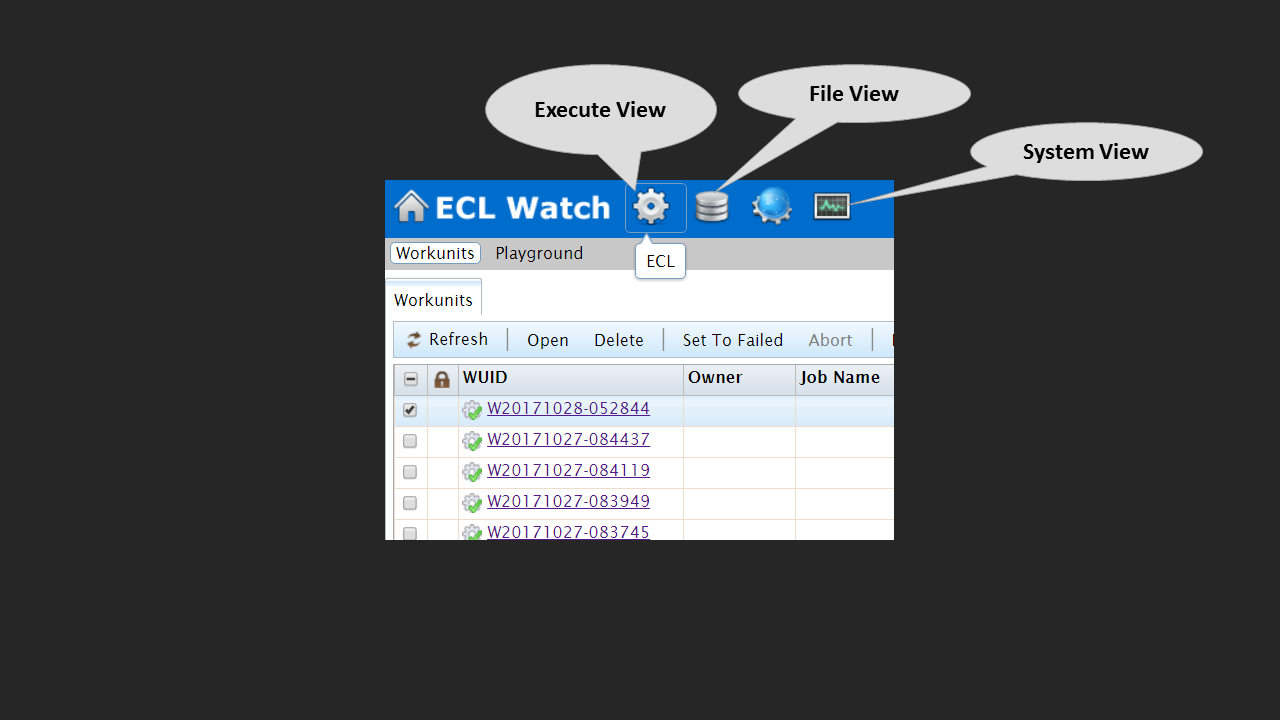 Execute View
File View
System View
ECL Watch
Workunits Playground
ECL
Workunits
Refresh Open Delete Set To Failed Abort
WUID Owner Job Name
W20171028-052844
W20171027-084437
W20171027-084119
W20171027-083949
W20171027-083745